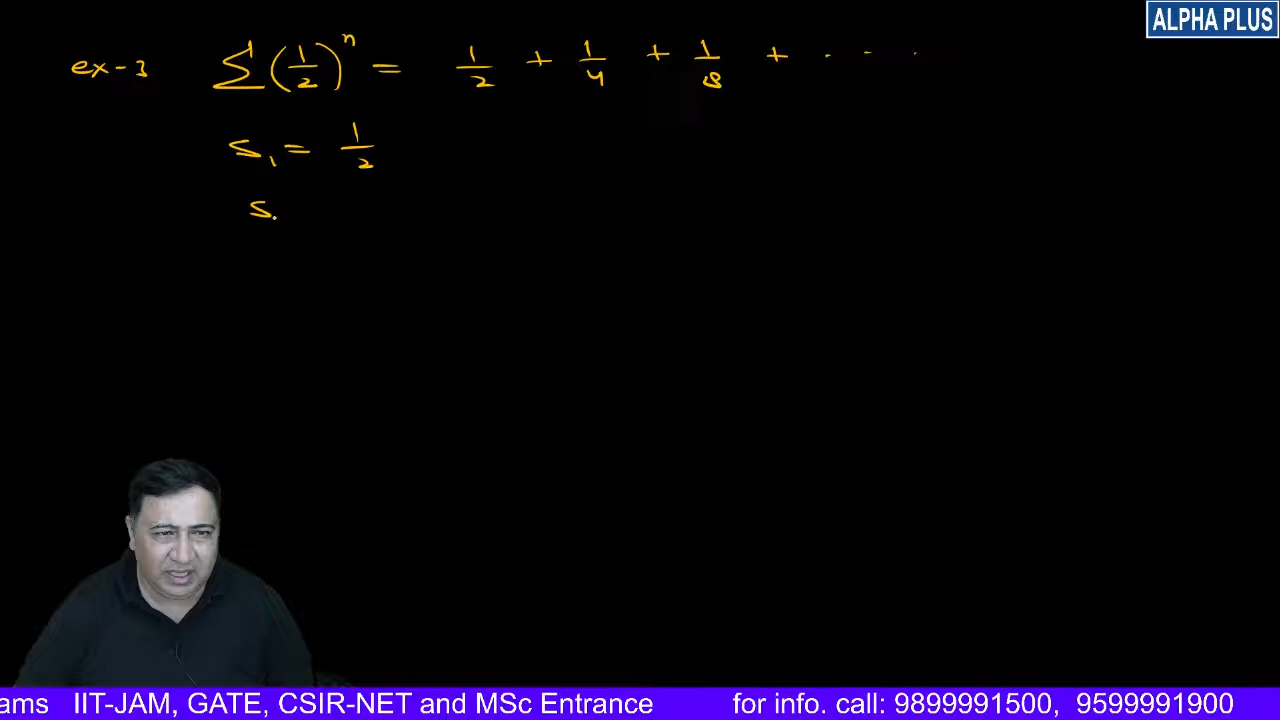 ALPHA PLUS
ex-3 ∑(1/2)^n = 1/2 + 1/4 + 1/8 + . - .
S₁ = 1/2
S.
ams IIT-JAM, GATE, CSIR-NET and MSc Entrance for info. call: 9899991500, 9599991900